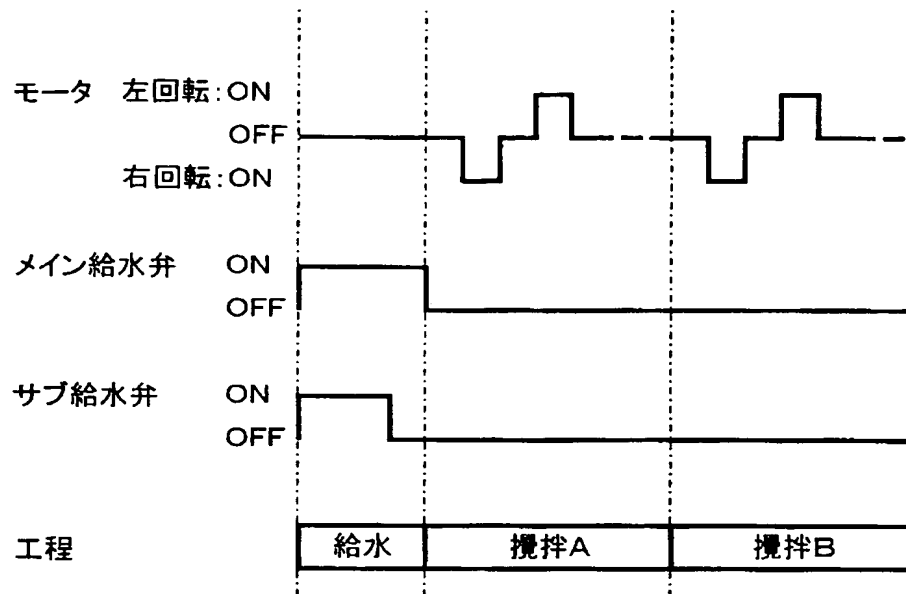 モータ 左回転:ON
OFF
右回転:ON
メイン給水弁 ON
OFF
サブ給水弁 ON
OFF
工程 給水 攪拌A 攪拌B